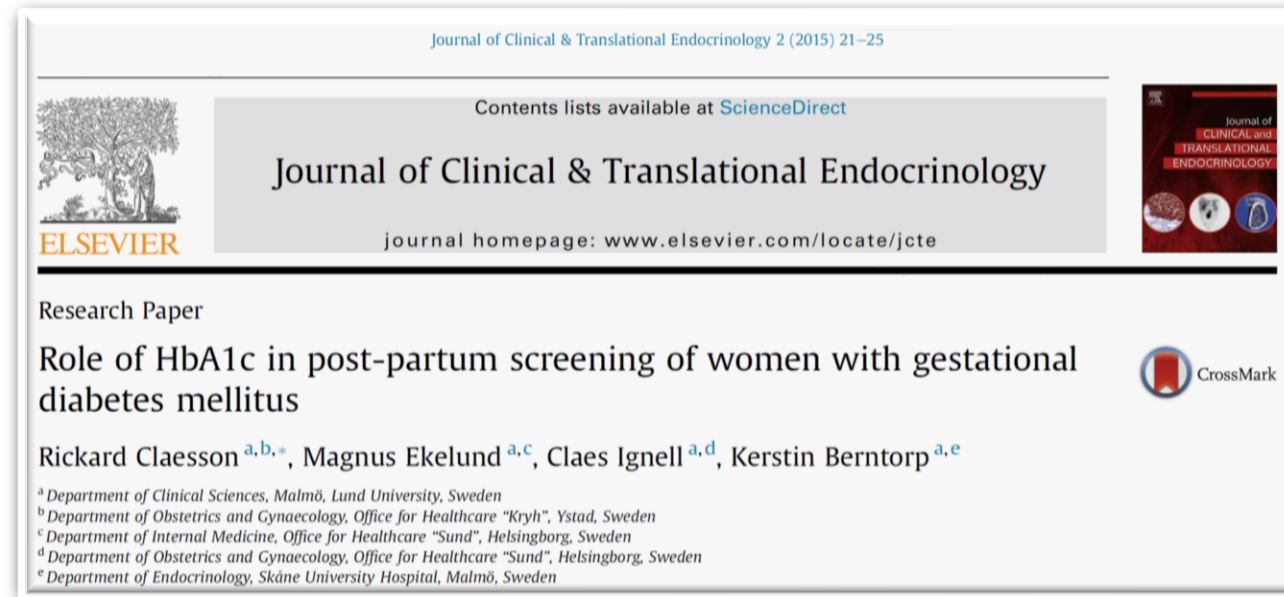 Journal of Clinical & Translational Endocrinology 2 (2015) 21–25
Contents lists available at ScienceDirect
Journal of Clinical & Translational Endocrinology
journal homepage: www.elsevier.com/locate/jcte
ELSEVIER
Journal of
CLINICAL and
TRANSLATIONAL
ENDOCRINOLOGY
Research Paper
Role of HbA1c in post-partum screening of women with gestational
diabetes mellitus
CrossMark
Rickard Claesson a,b,*, Magnus Ekelund a,c, Claes Ignell a,d, Kerstin Berntorp a,e
a Department of Clinical Sciences, Malmö, Lund University, Sweden
b Department of Obstetrics and Gynaecology, Office for Healthcare “Kryh”, Ystad, Sweden
c Department of Internal Medicine, Office for Healthcare “Sund”, Helsingborg, Sweden
d Department of Obstetrics and Gynaecology, Office for Healthcare “Sund”, Helsingborg, Sweden
e Department of Endocrinology, Skåne University Hospital, Malmö, Sweden